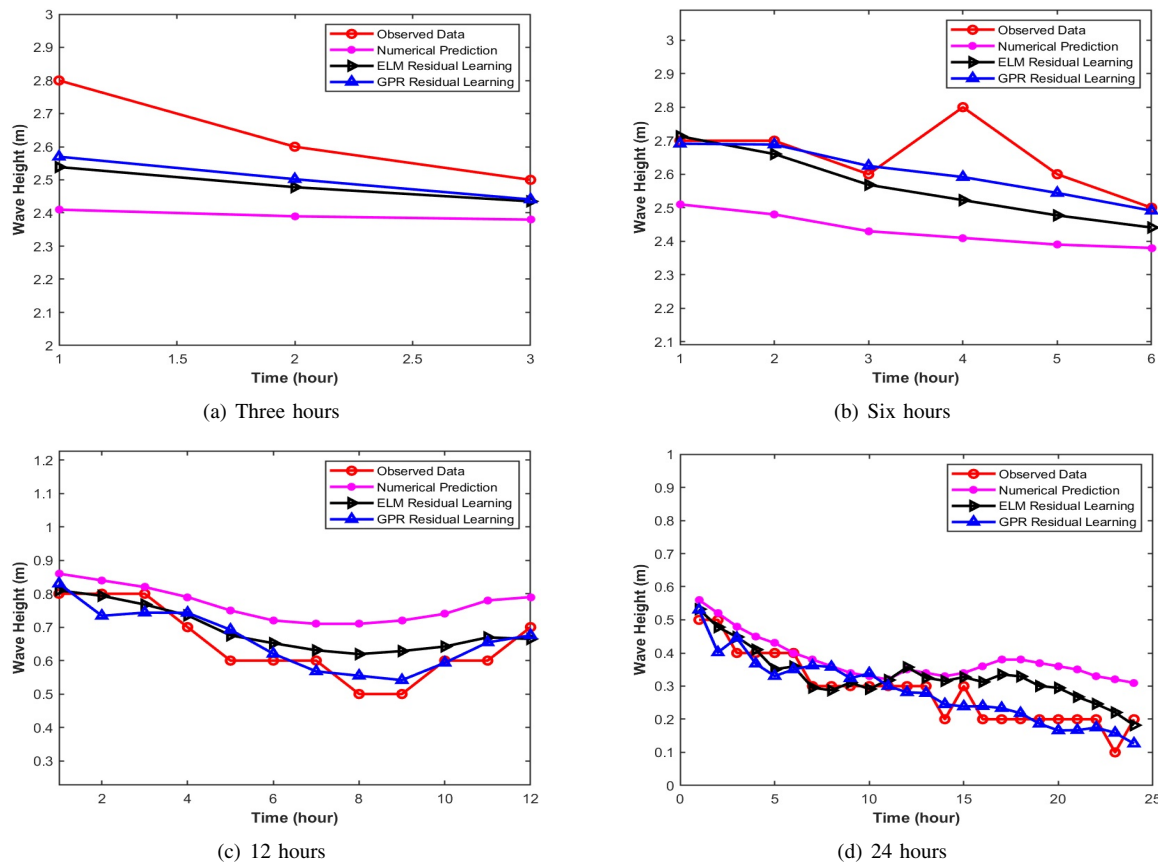 3
2.9
2.8
2.7
2.6
2.5
2.4
2.3
2.2
2.1
2
Wave Height (m)
Observed Data
Numerical Prediction
ELM Residual Learning
GPR Residual Learning
1 1.5 2 2.5 3
Time (hour)
(a) Three hours
3
2.9
2.8
2.7
2.6
2.5
2.4
2.3
2.2
2.1
Wave Height (m)
Observed Data
Numerical Prediction
ELM Residual Learning
GPR Residual Learning
1 2 3 4 5 6
Time (hour)
(b) Six hours
1.2
1.1
1
0.9
0.8
0.7
0.6
0.5
0.4
0.3
Wave Height (m)
Observed Data
Numerical Prediction
ELM Residual Learning
GPR Residual Learning
2 4 6 8 10 12
Time (hour)
(c) 12 hours
1
0.9
0.8
0.7
0.6
0.5
0.4
0.3
0.2
0.1
0
Wave Height (m)
Observed Data
Numerical Prediction
ELM Residual Learning
GPR Residual Learning
0 5 10 15 20 25
Time (hour)
(d) 24 hours